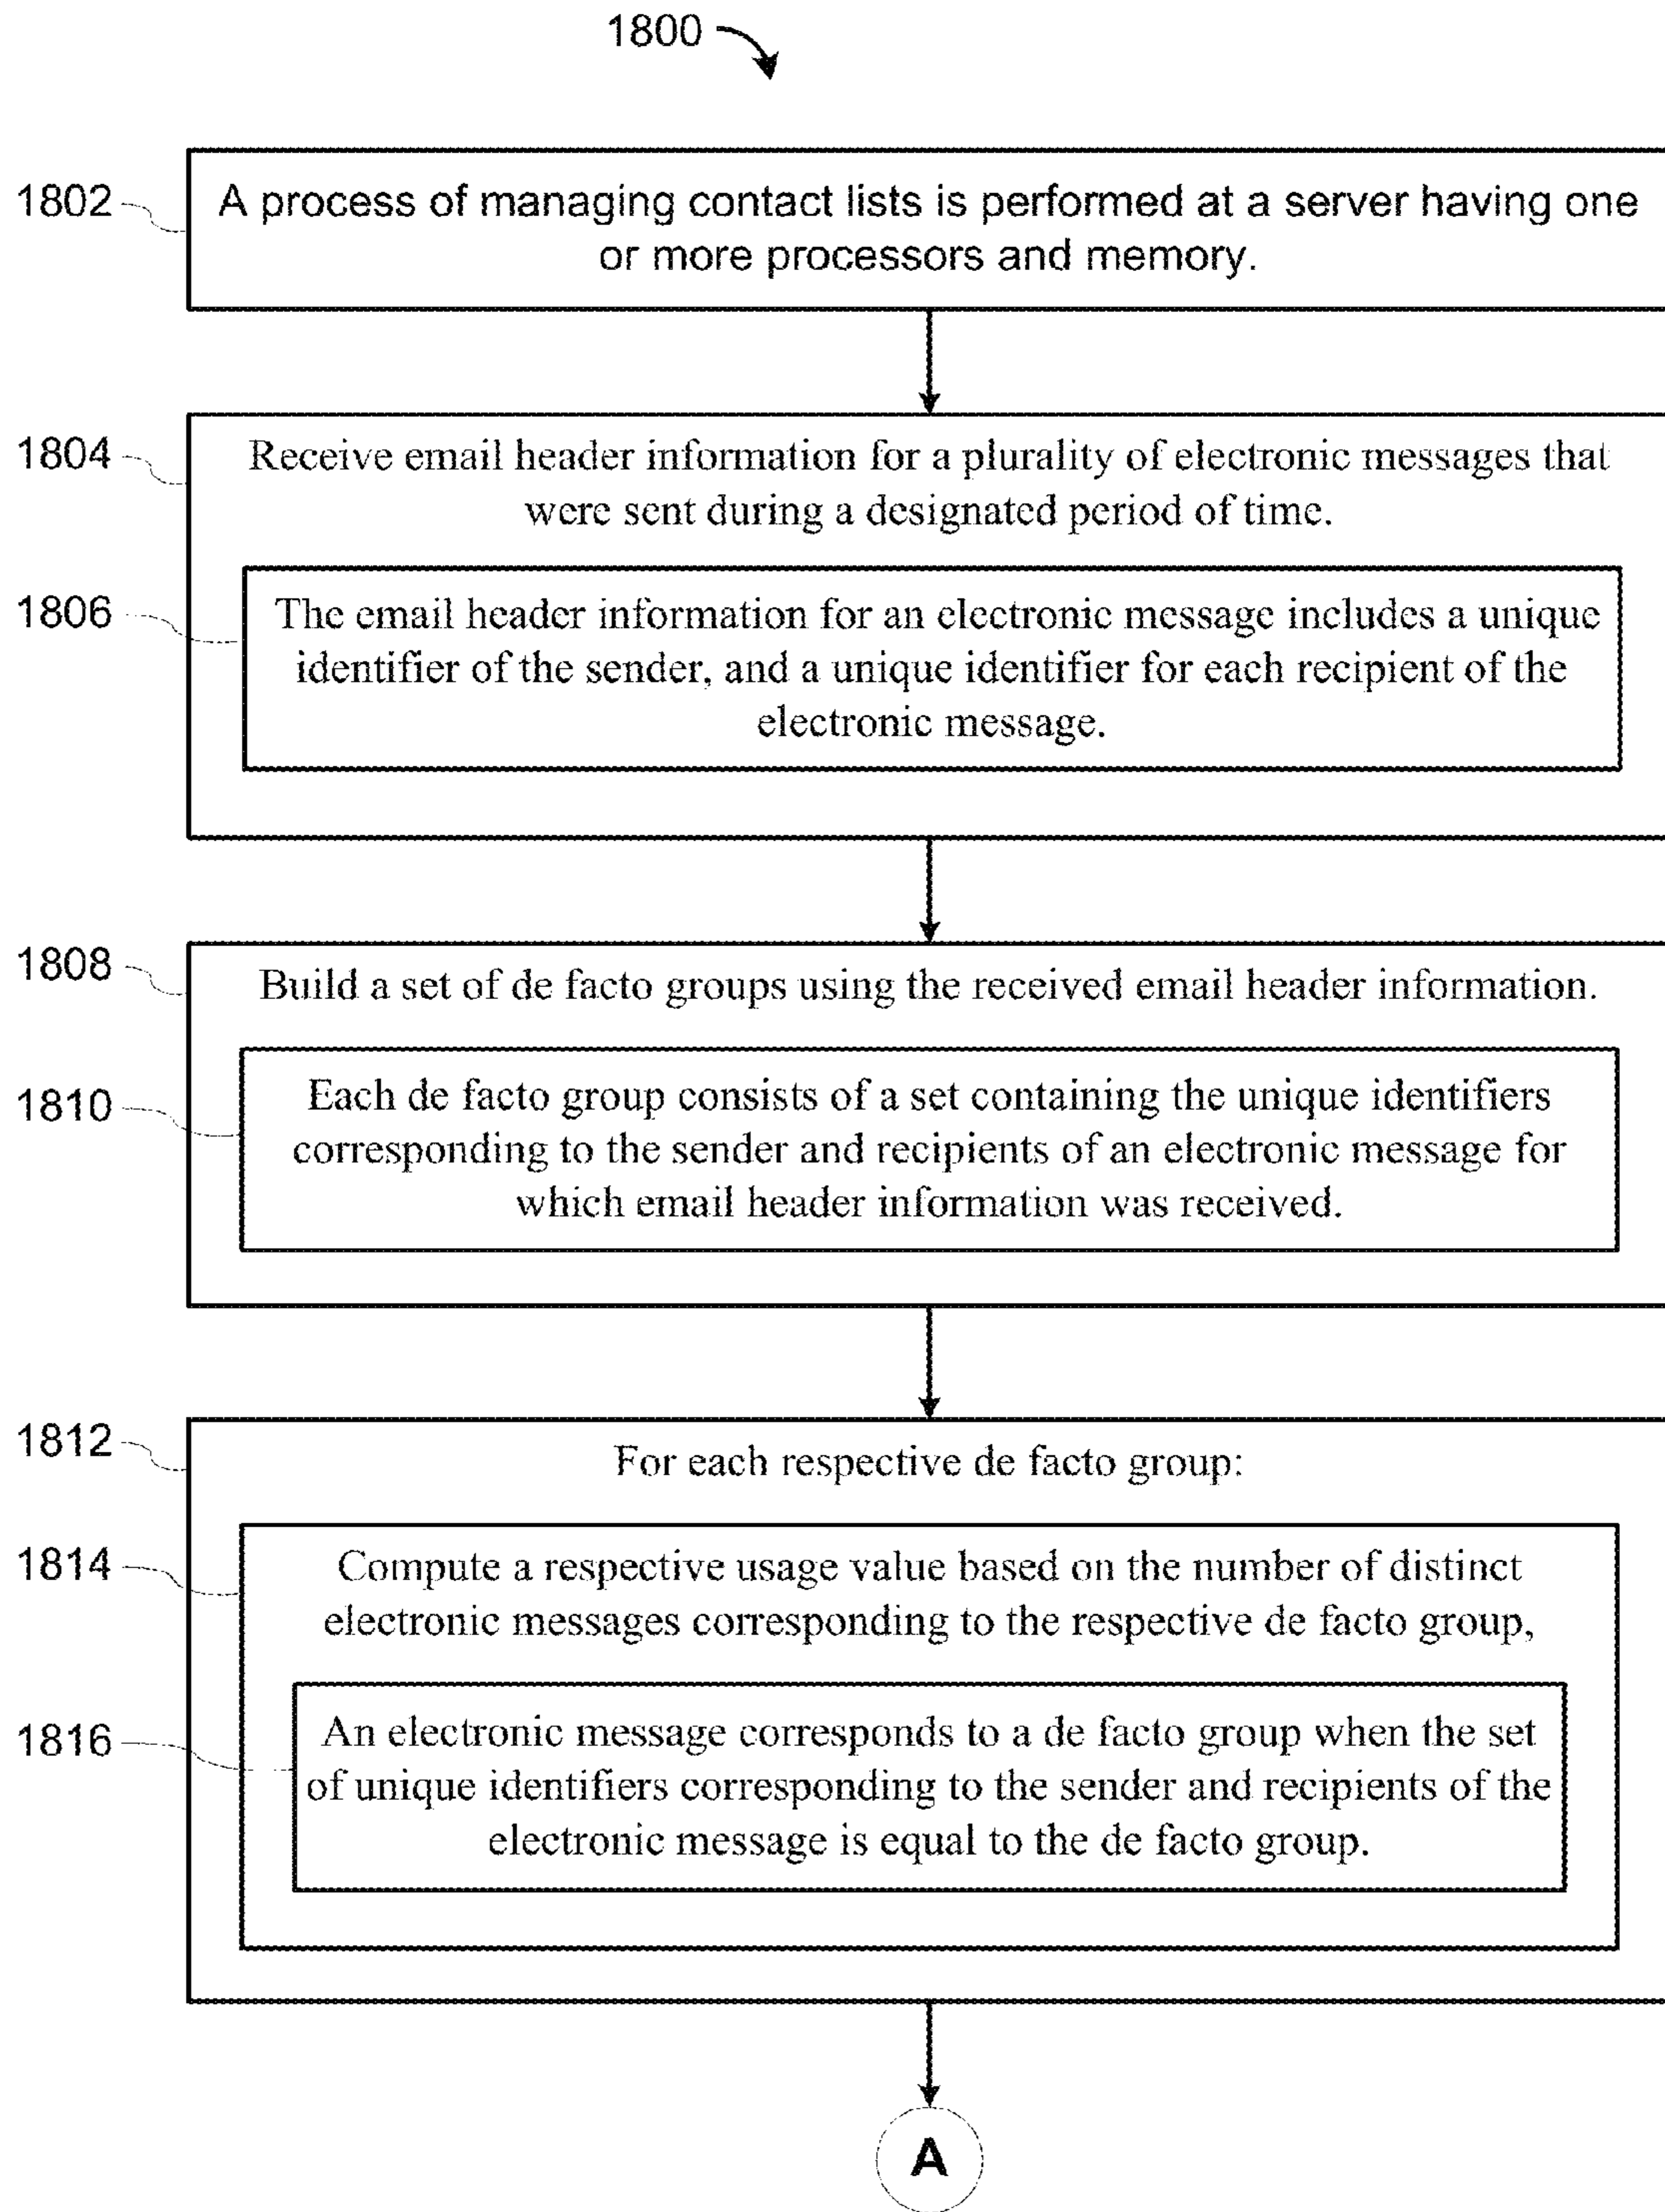 1800
1802
A process of managing contact lists is performed at a server having one
or more processors and memory.
1804
Receive email header information for a plurality of electronic messages that
were sent during a designated period of time.
1806
The email header information for an electronic message includes a unique
identifier of the sender, and a unique identifier for each recipient of the
electronic message.
1808
Build a set of de facto groups using the received email header information.
1810
Each de facto group consists of a set containing the unique identifiers
corresponding to the sender and recipients of an electronic message for
which email header information was received.
1812
For each respective de facto group:
1814
Compute a respective usage value based on the number of distinct
electronic messages corresponding to the respective de facto group,
1816
An electronic message corresponds to a de facto group when the set
of unique identifiers corresponding to the sender and recipients of the
electronic message is equal to the de facto group.
A